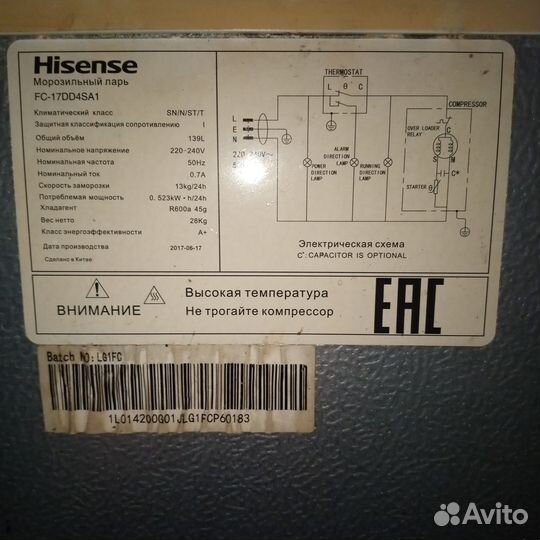 Hisense
Морозильный ларь
FC-17DD4SA1
Климатический класс SN/N/ST/T
Защитная классификация сопротивлению I
Общий объём 139L
Номинальное напряжение 220-240V
Номинальная частота 50Hz
Номинальный ток 0.7A
Скорость заморозки 13kg/24h
Потребляемая мощность 0. 523kW·h/24h
Хладагент R600a 45g
Вес нетто 28Kg
Класс энергоэффективности A+
Дата производства 2017-06-17
Сделано в Китае
THERMOSTAT
L θ C
COMPRESSOR
L
E
N
220-240V~
OVER LOADER
RELAY
C
S M
C*
STARTER θ
ALARM
DIRECTION
LAMP
POWER
DIRECTION
LAMP
RUNNING
DIRECTION
LAMP
Электрическая схема
C*:CAPACITOR IS OPTIONAL
ВНИМАНИЕ
Высокая температура
Не трогайте компрессор
EAC
Batch NO: LG1FC
1L014200G01JLG1FCP60183
Avito